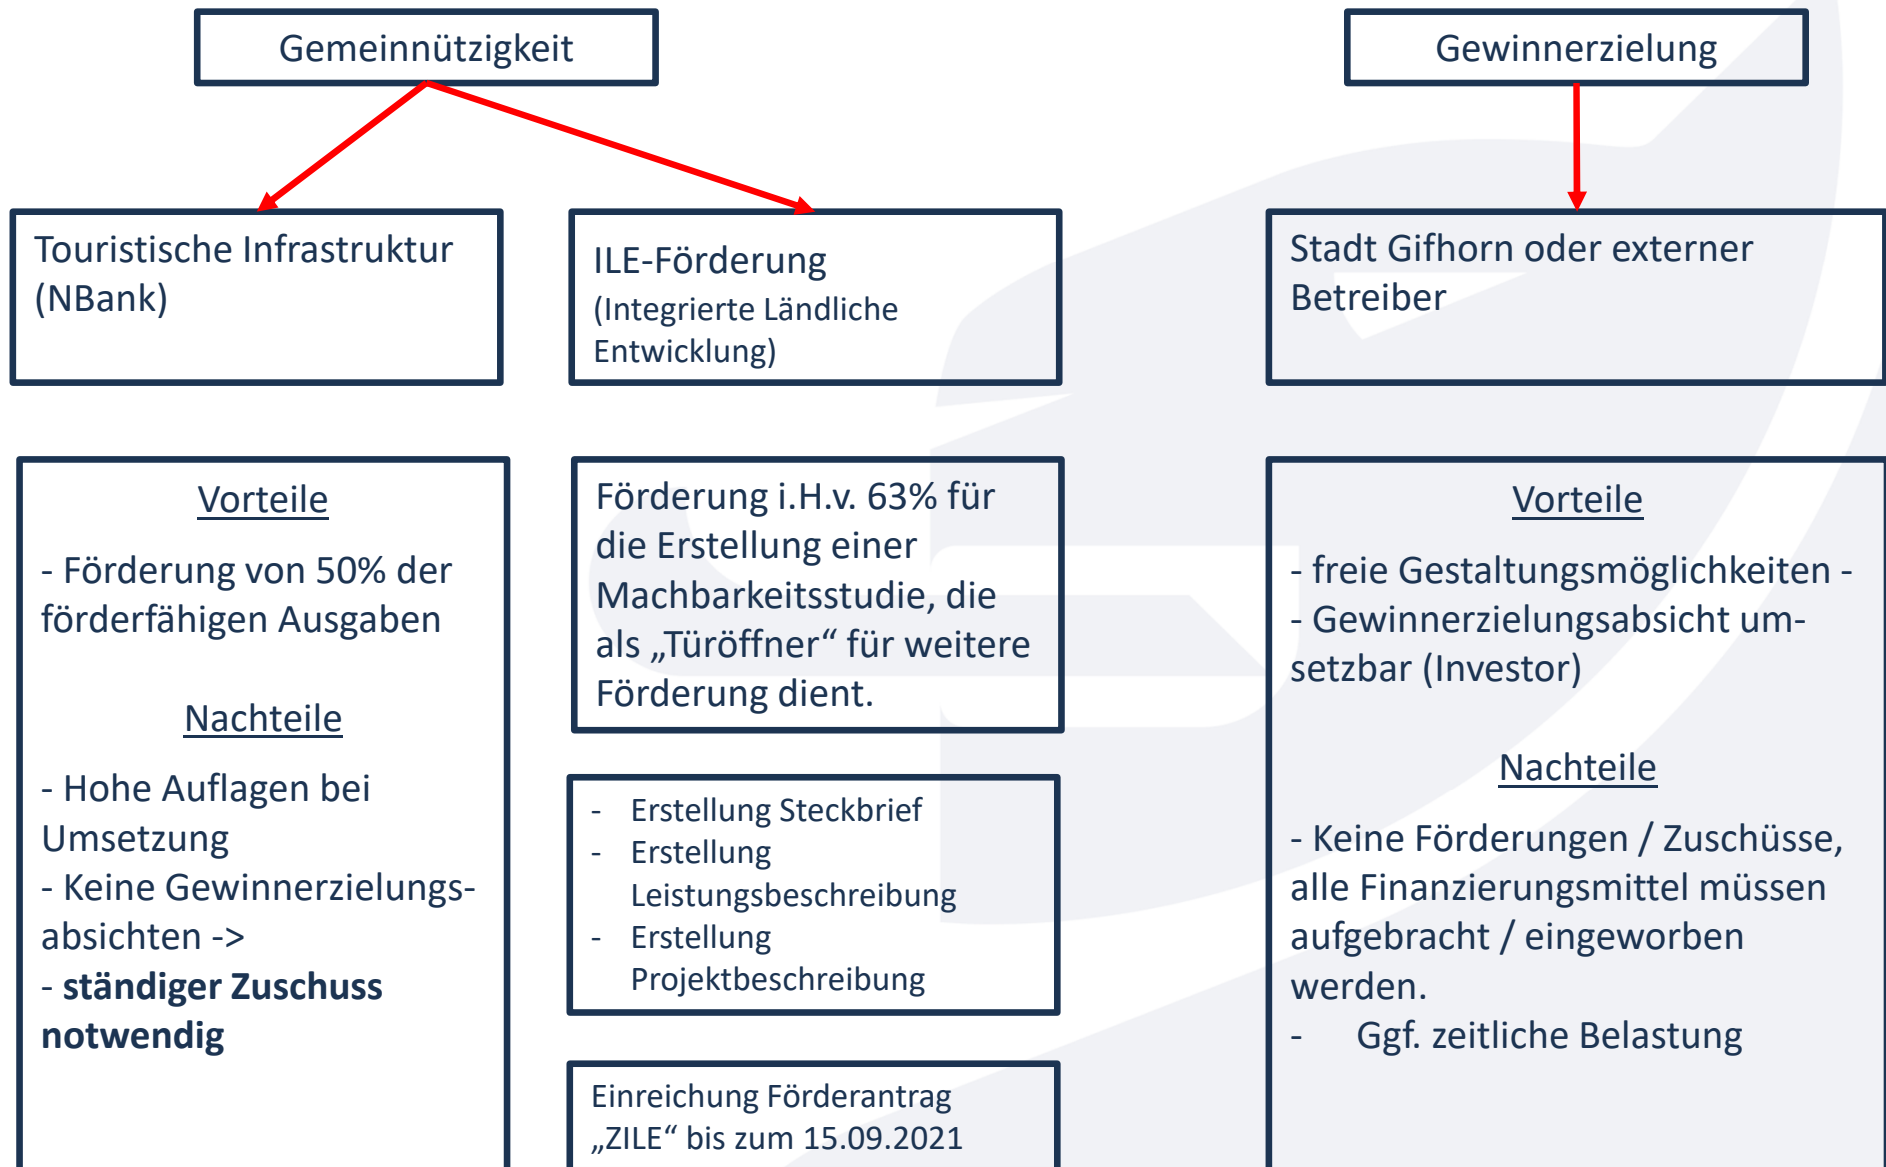 Gemeinnützigkeit
Gewinnerzielung
Touristische Infrastruktur
(NBank)
ILE-Förderung
(Integrierte Ländliche
Entwicklung)
Stadt Gifhorn oder externer
Betreiber
Vorteile
- Förderung von 50% der
förderfähigen Ausgaben
Nachteile
- Hohe Auflagen bei
Umsetzung
- Keine Gewinnerzielungs-
absichten ->
- ständiger Zuschuss
notwendig
Förderung i.H.v. 63% für
die Erstellung einer
Machbarkeitsstudie, die
als „Türöffner“ für weitere
Förderung dient.
- Erstellung Steckbrief
- Erstellung
Leistungsbeschreibung
- Erstellung
Projektbeschreibung
Einreichung Förderantrag
„ZILE“ bis zum 15.09.2021
Vorteile
- freie Gestaltungsmöglichkeiten -
- Gewinnerzielungsabsicht um-
setzbar (Investor)
Nachteile
- Keine Förderungen / Zuschüsse,
alle Finanzierungsmittel müssen
aufgebracht / eingeworben
werden.
- Ggf. zeitliche Belastung